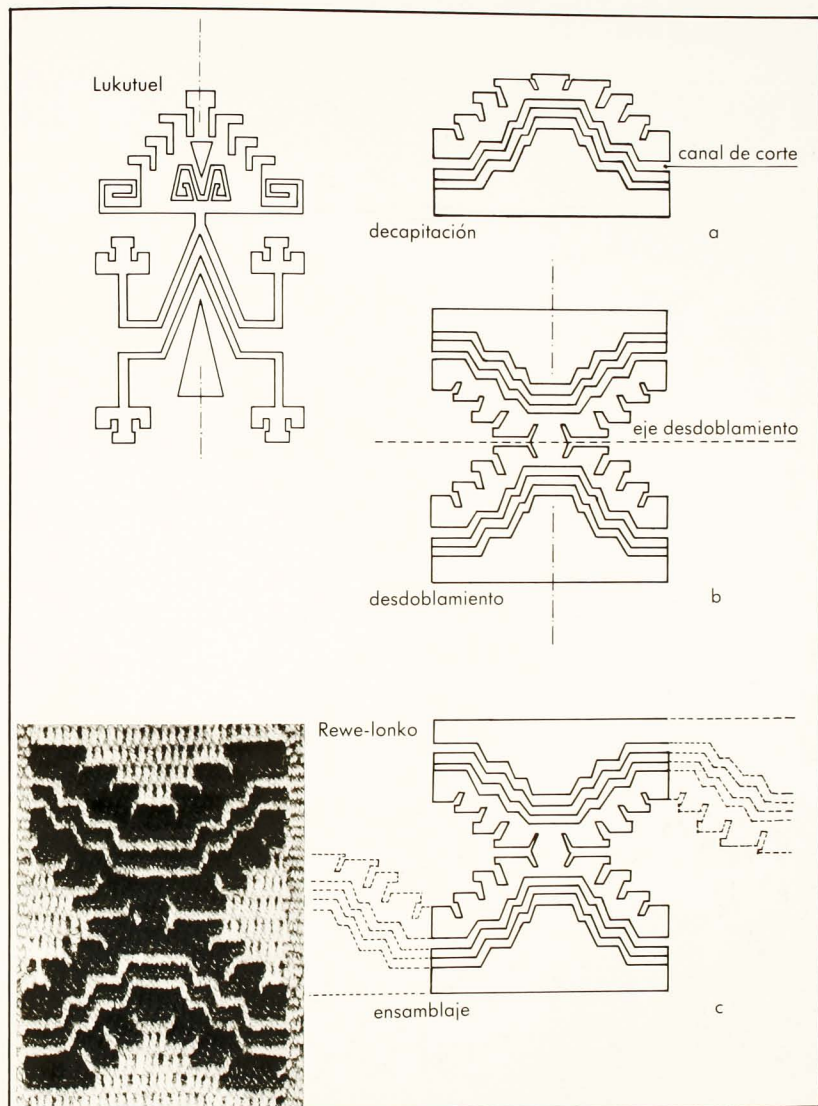 Lukutuel
canal de corte
decapitación
a
eje desdoblamiento
desdoblamiento
b
Rewe-lonko
ensamblaje
c